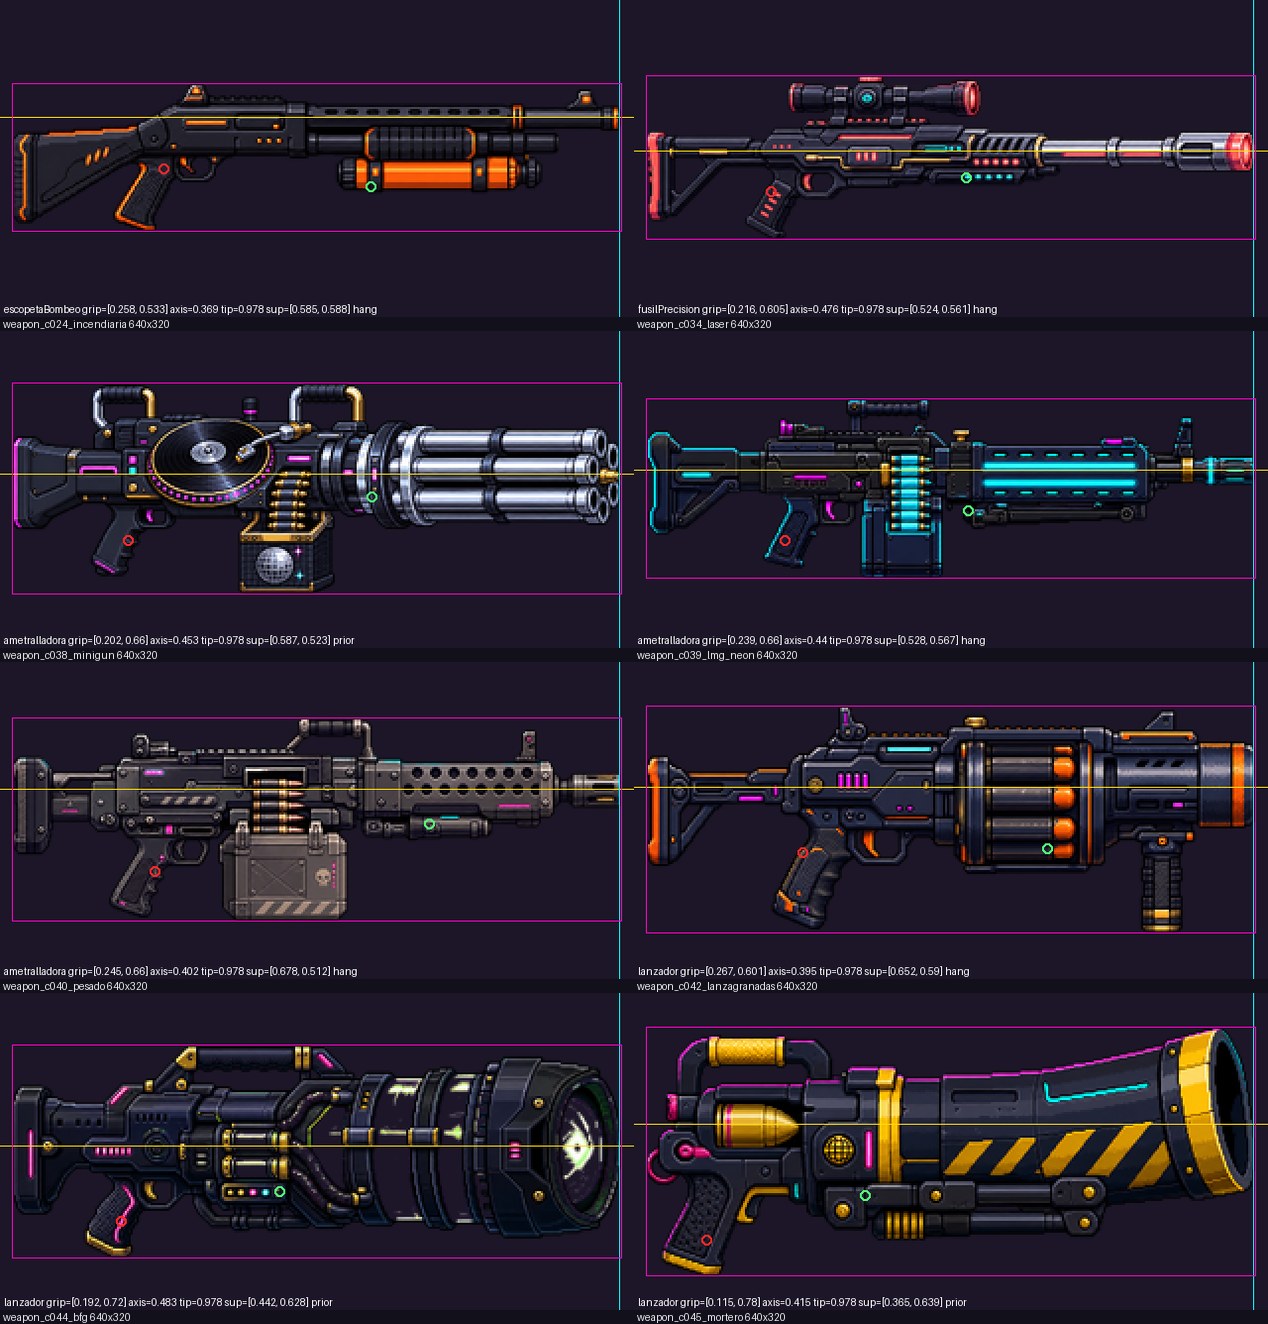 escopetaBombeo grip=[0.258, 0.533] axis=0.369 tip=0.978 sup=[0.585, 0.588] hang
weapon_c024_incendiaria 640x320
fusilPrecision grip=[0.216, 0.605] axis=0.476 tip=0.978 sup=[0.524, 0.561] hang
weapon_c034_laser 640x320
ametralladora grip=[0.202, 0.66] axis=0.453 tip=0.978 sup=[0.587, 0.523] prior
weapon_c038_minigun 640x320
ametralladora grip=[0.239, 0.66] axis=0.44 tip=0.978 sup=[0.528, 0.567] hang
weapon_c039_lmg_neon 640x320
ametralladora grip=[0.245, 0.66] axis=0.402 tip=0.978 sup=[0.678, 0.512] hang
weapon_c040_pesado 640x320
lanzador grip=[0.267, 0.601] axis=0.395 tip=0.978 sup=[0.652, 0.59] hang
weapon_c042_lanzagranadas 640x320
lanzador grip=[0.192, 0.72] axis=0.483 tip=0.978 sup=[0.442, 0.628] prior
weapon_c044_bfg 640x320
lanzador grip=[0.115, 0.78] axis=0.415 tip=0.978 sup=[0.365, 0.639] prior
weapon_c045_mortero 640x320